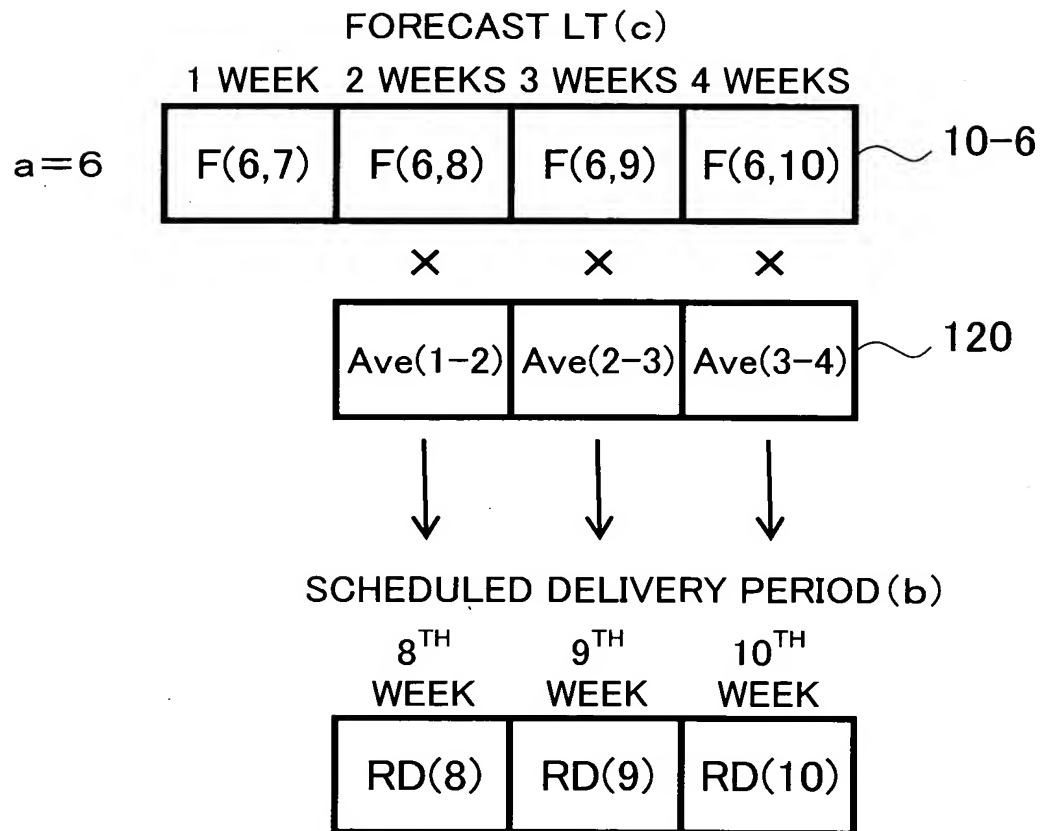 FORECAST LT(c)
1 WEEK 2 WEEKS 3 WEEKS 4 WEEKS
a=6 F(6,7) F(6,8) F(6,9) F(6,10) 10-6
× × ×
Ave(1-2) Ave(2-3) Ave(3-4) 120
SCHEDULED DELIVERY PERIOD(b)
8TH 9TH 10TH
WEEK WEEK WEEK
RD(8) RD(9) RD(10)